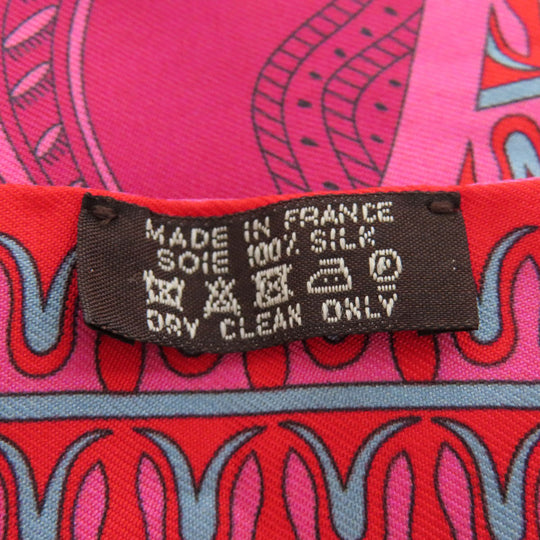 MADE IN FRANCE
SOIE 100% SILK
P
DRY CLEAN ONLY